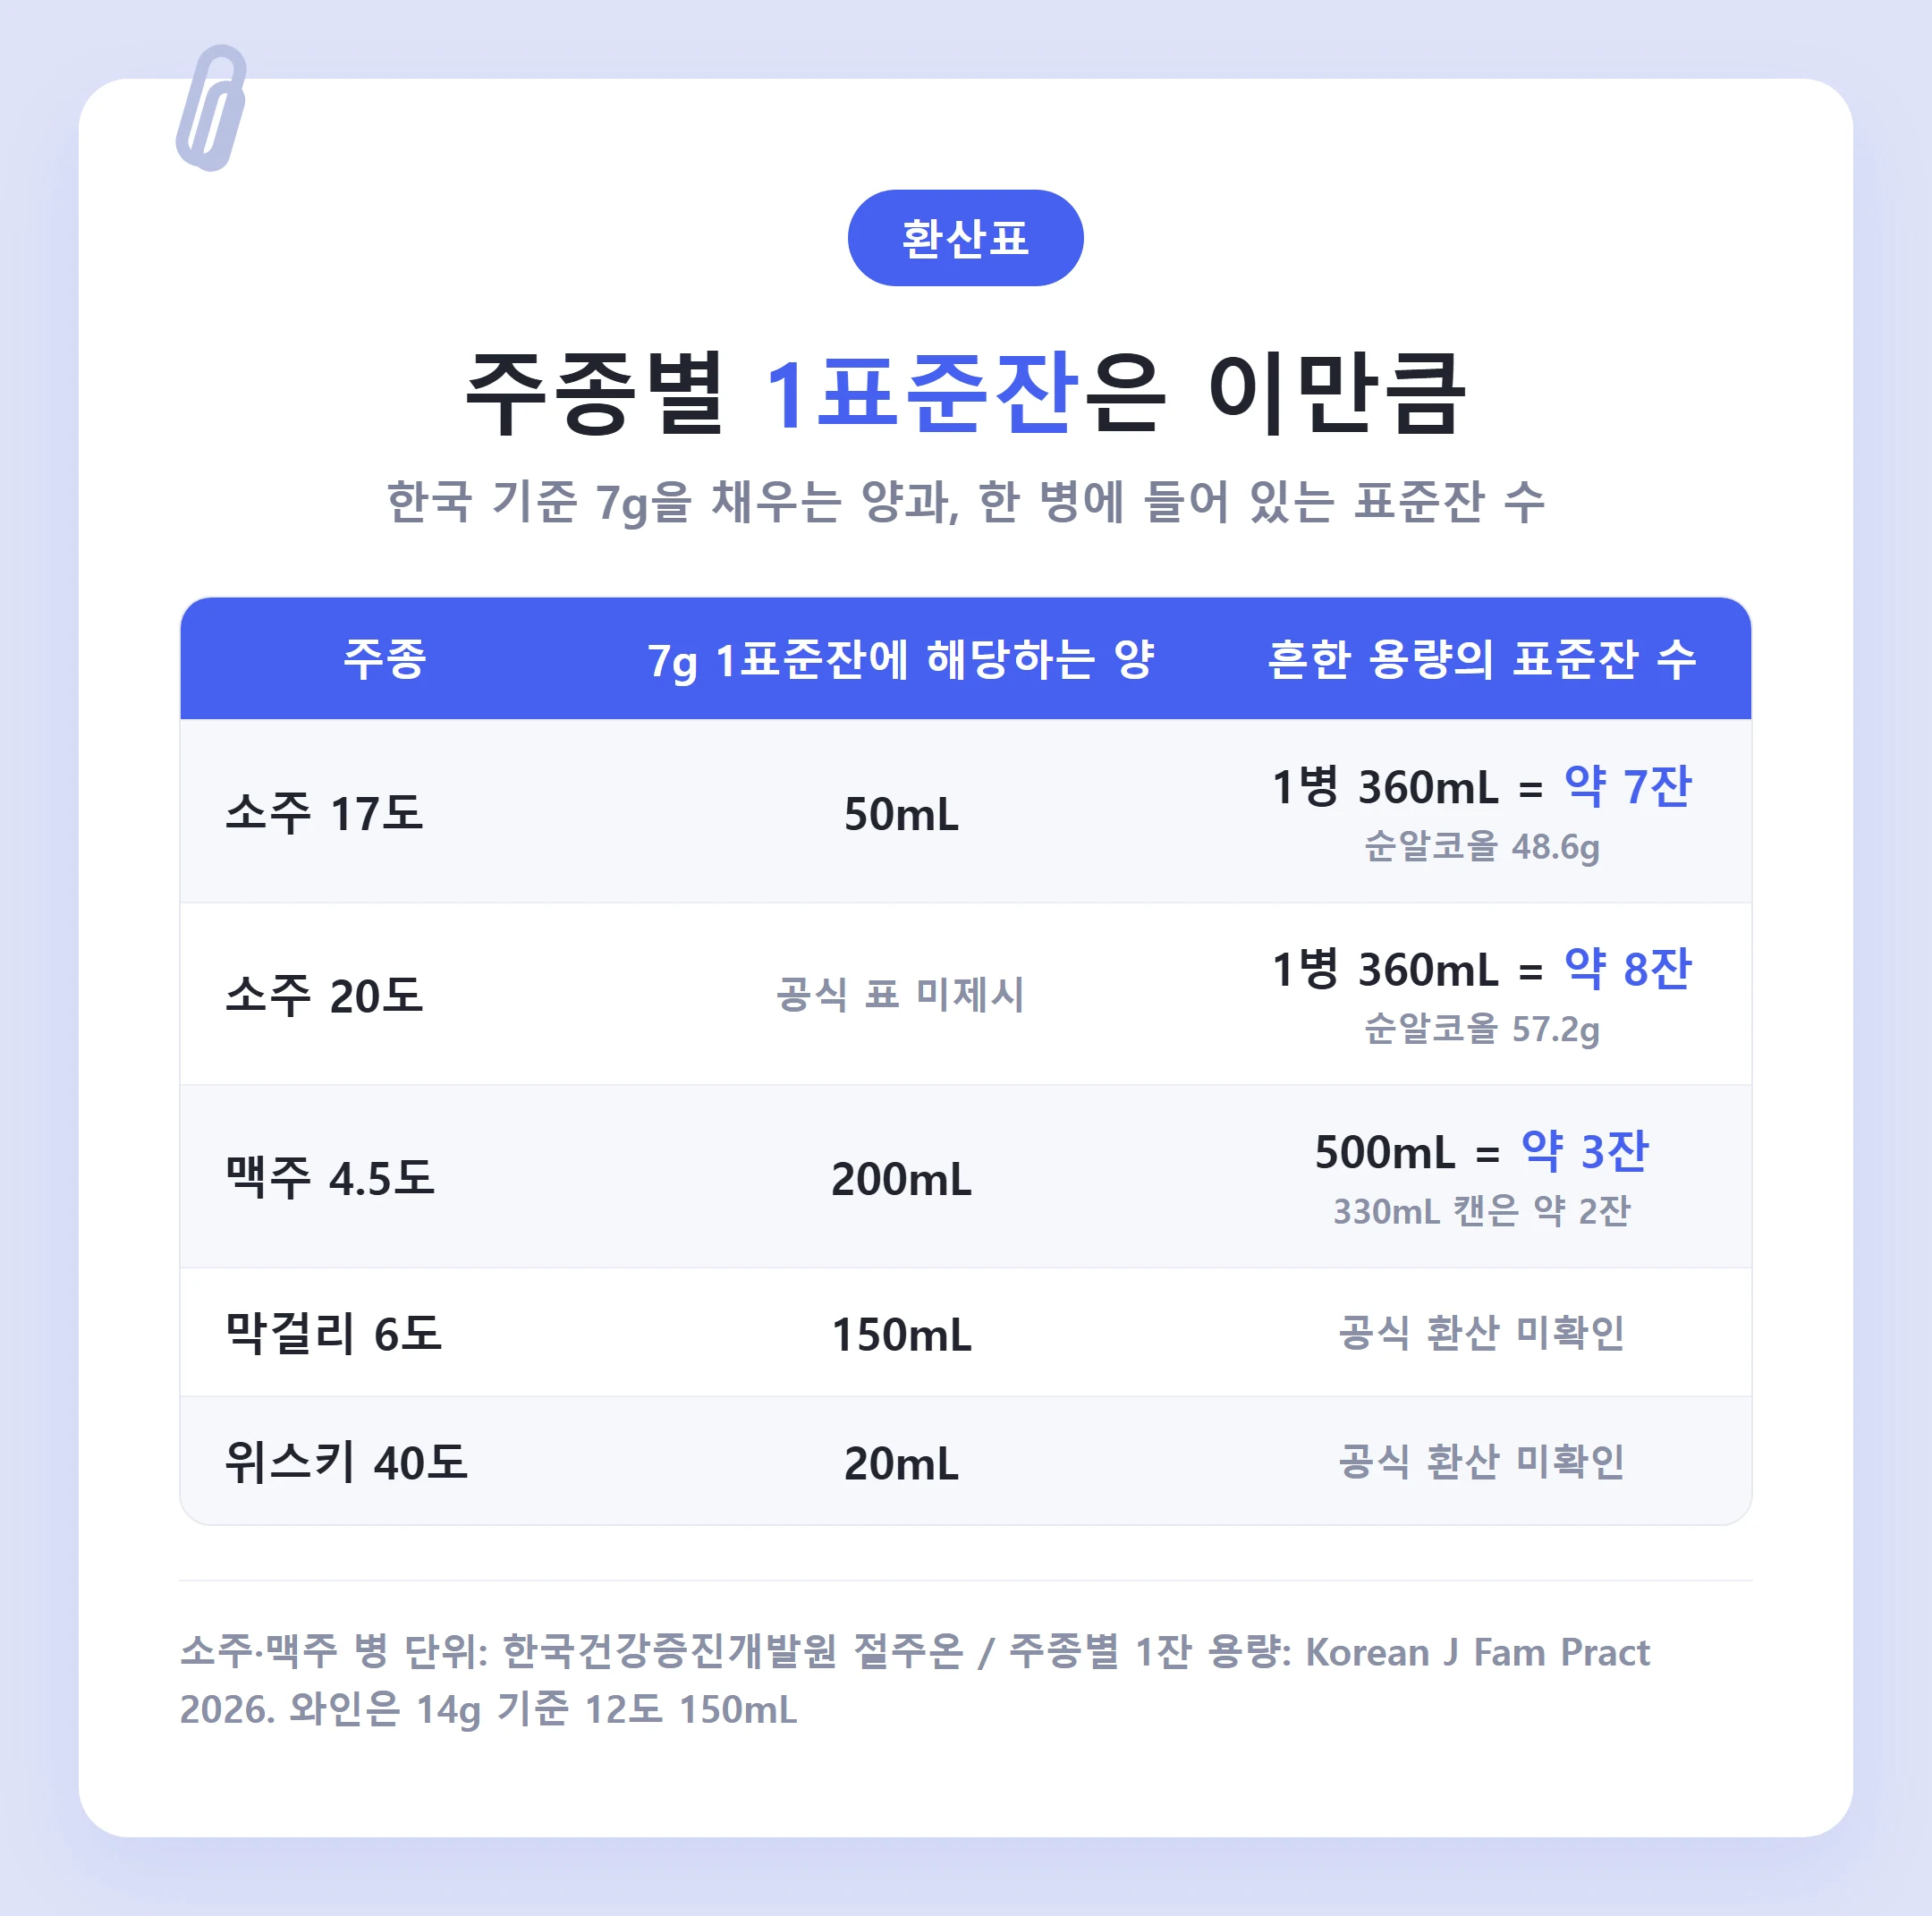 환산표
주종별 1표준잔은 이만큼
한국 기준 7g을 채우는 양과, 한 병에 들어 있는 표준잔 수
주종 7g 1표준잔에 해당하는 양 흔한 용량의 표준잔 수
소주 17도 50mL 1병 360mL = 약 7잔
순알코올 48.6g
소주 20도 공식 표 미제시 1병 360mL = 약 8잔
순알코올 57.2g
맥주 4.5도 200mL 500mL = 약 3잔
330mL 캔은 약 2잔
막걸리 6도 150mL 공식 환산 미확인
위스키 40도 20mL 공식 환산 미확인
소주·맥주 병 단위: 한국건강증진개발원 절주온 / 주종별 1잔 용량: Korean J Fam Pract
2026. 와인은 14g 기준 12도 150mL